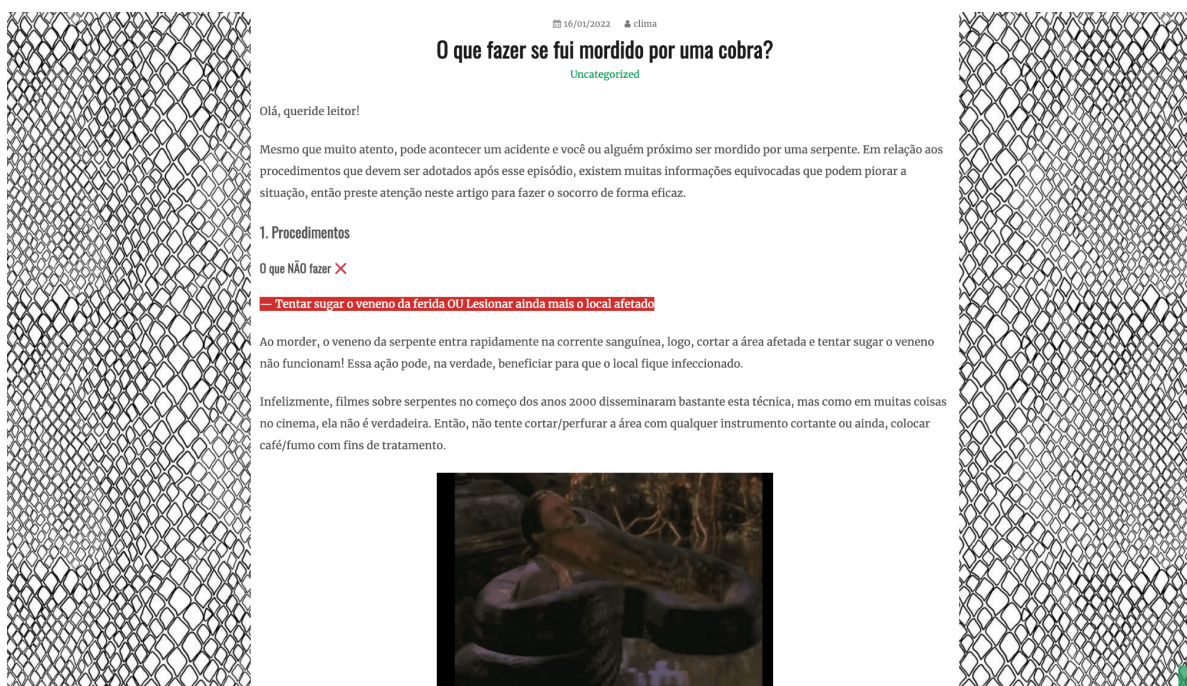 16/01/2022 clima
O que fazer se fui mordido por uma cobra?
Uncategorized
Olá, queride leitor!
Mesmo que muito atento, pode acontecer um acidente e você ou alguém próximo ser mordido por uma serpente. Em relação aos
procedimentos que devem ser adotados após esse episódio, existem muitas informações equivocadas que podem piorar a
situação, então preste atenção neste artigo para fazer o socorro de forma eficaz.
1. Procedimentos
O que NÃO fazer ❌
— Tentar sugar o veneno da ferida OU Lesionar ainda mais o local afetado
Ao morder, o veneno da serpente entra rapidamente na corrente sanguínea, logo, cortar a área afetada e tentar sugar o veneno
não funcionam! Essa ação pode, na verdade, beneficiar para que o local fique infeccionado.
Infelizmente, filmes sobre serpentes no começo dos anos 2000 disseminaram bastante esta técnica, mas como em muitas coisas
no cinema, ela não é verdadeira. Então, não tente cortar/perfurar a área com qualquer instrumento cortante ou ainda, colocar
café/fumo com fins de tratamento.